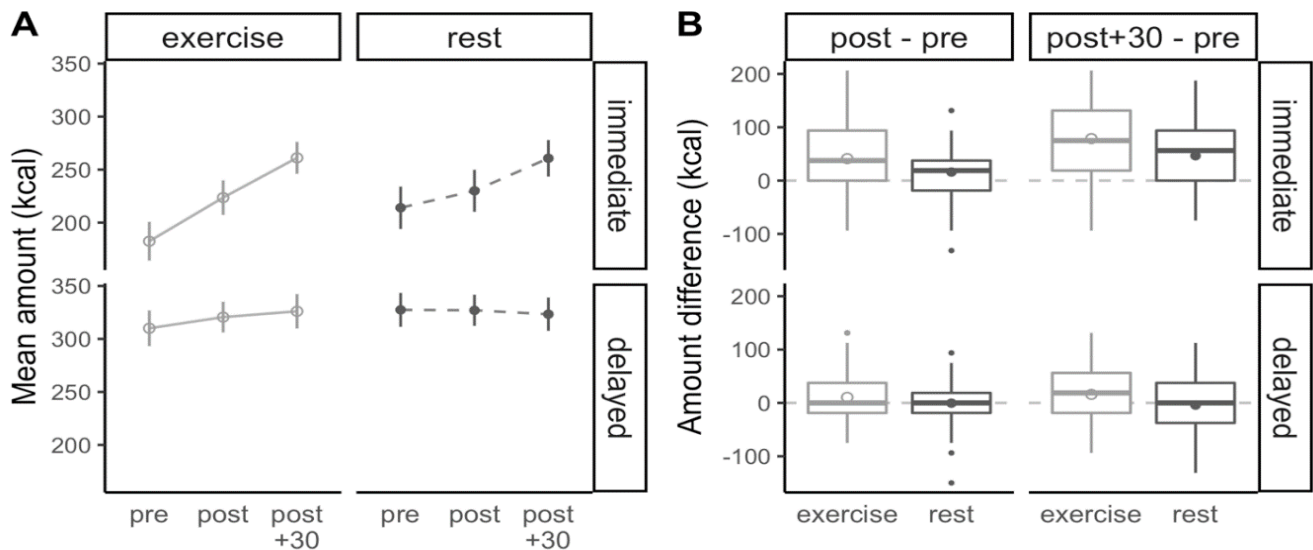 A
exercise
rest
Mean amount (kcal)
350
300
250
200
immediate
350
300
250
200
delayed
pre
post
post
+30
pre
post
post
+30
B
post - pre
post+30 - pre
Amount difference (kcal)
200
100
0
-100
immediate
200
100
0
-100
delayed
exercise
rest
exercise
rest